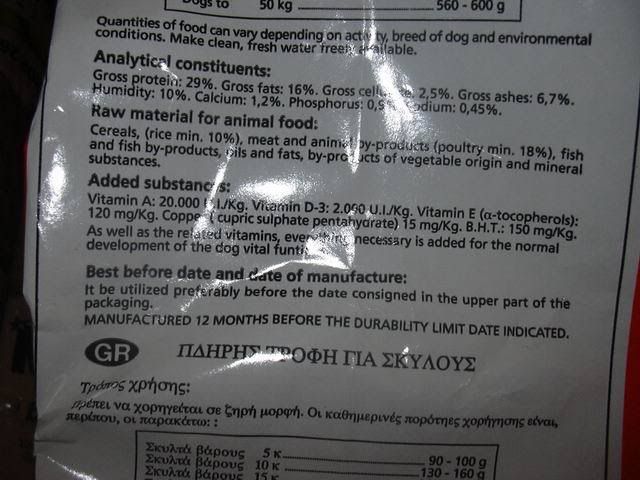 Dogs to 50 kg 560 - 600 g
Quantities of food can vary depending on activity, breed of dog and environmental
conditions. Make clean, fresh water freely available.
Analytical constituents:
Gross protein: 29%. Gross fats: 16%. Gross 2,5%. Gross ashes: 6,7%.
Humidity: 10%. Calcium: 1,2%. Phosphorus: Sodium: 0,45%.
Raw material for animal food:
Cereals, (rice min. 10%), meat and animal by-products (poultry min. 18%), fish
and fish by-products, oils and fats, by-products of vegetable origin and mineral
substances.
Added substances:
Vitamin A: 20.000 U.I./Kg. Vitamin D-3: 2.000 U.I./Kg. Vitamin E (α-tocopherols):
120 mg/Kg. Copper ( cupric sulphate pentahydrate) 15 mg/Kg. B.H.T.: 150 mg/Kg.
As well as the related vitamins, everything necessary is added for the normal
development of the dog vital
Best before date and date of manufacture:
It be utilized preferably before the date consigned in the upper part of the
packaging.
MANUFACTURED 12 MONTHS BEFORE THE DURABILITY LIMIT DATE INDICATED.
GR ΠΔΗΡΗΣ ΤΡΟΦΗ ΓΙΑ ΣΚΥΛΟΥΣ
Τρόπος χρήσης:
πρέπει να χορηγείται σε ξηρή μορφή. Οι καθημερινές πορότηες χορήγησης είναι,
περίπου, οι παρακάτω: :
Σκυλτά βάρους 5 κ. 90 - 100 g
Σκυλτά βάρους 10 κ 130 - 160 g
Σκυλτά βάρους 15 κ